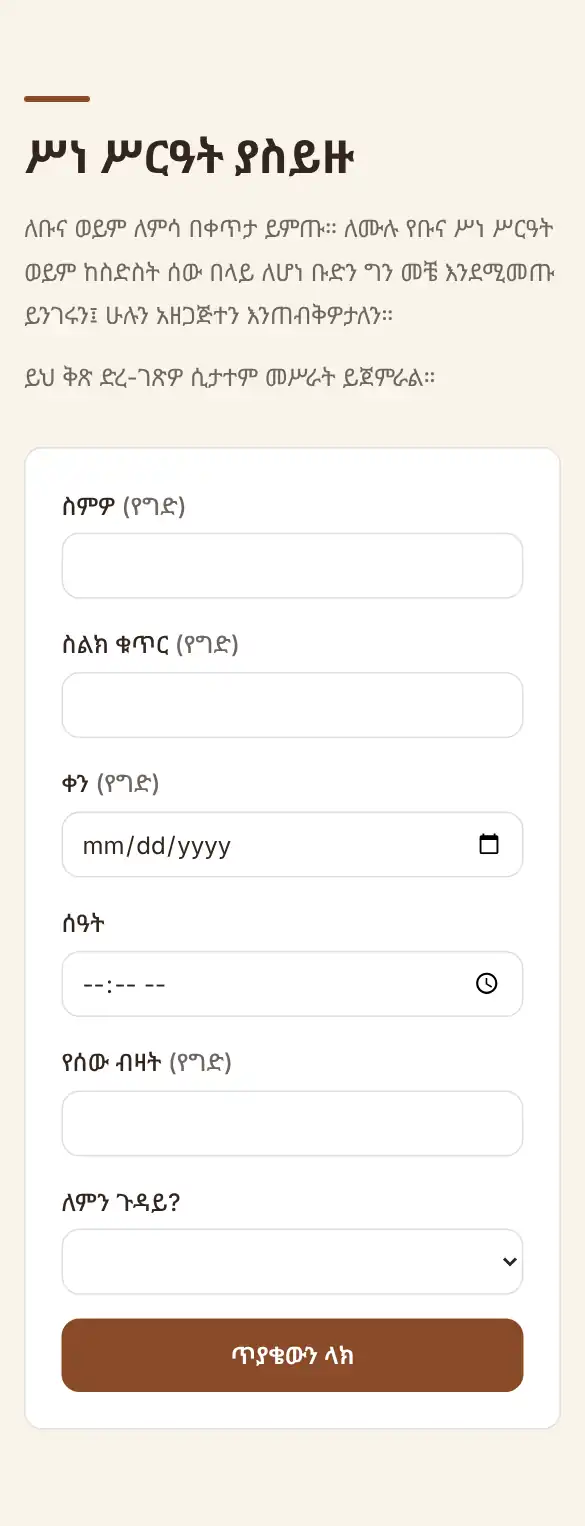 ሥነ ሥርዓት ያስይዙ
ለቡና ወይም ለምሳ በቀጥታ ይምጡ። ለሙሉ የቡና ሥነ ሥርዓት
ወይም ከስድስት ሰው በላይ ለሆነ ቡድን ግን መቼ እንደሚመጡ
ይንገሩን፤ ሁሉን አዘጋጅተን እንጠብቅዎታለን።
ይህ ቅጽ ድረ-ገጽዎ ሲታተም መሥራት ይጀምራል።
ስምዎ (የግድ)
ስልክ ቁጥር (የግድ)
ቀን (የግድ)
mm/dd/yyyy
ሰዓት
--:-- --
የሰው ብዛት (የግድ)
ለምን ጉዳይ?
ጥያቄውን ላክ